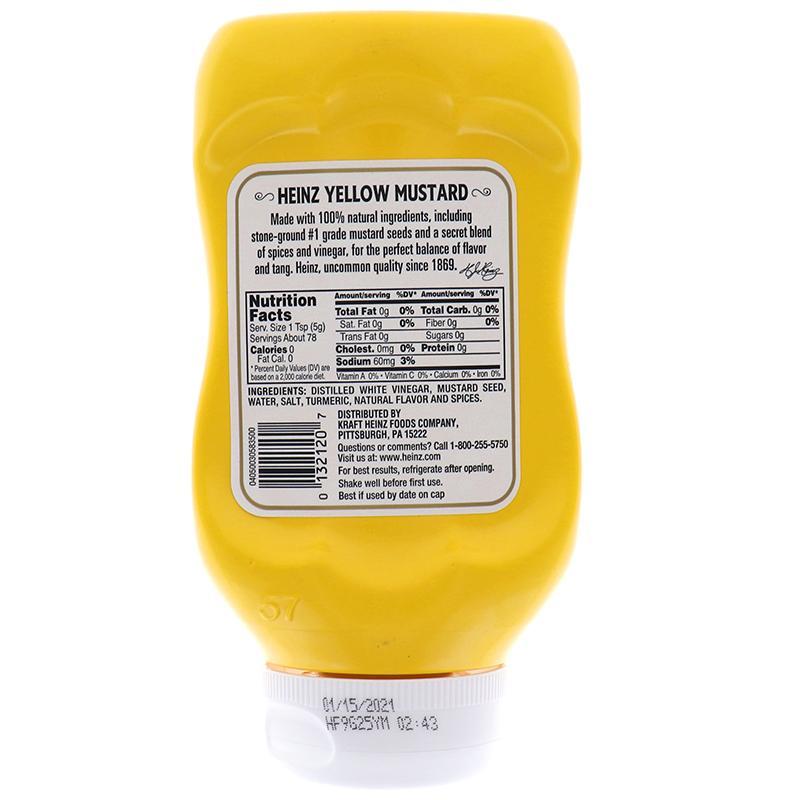 HEINZ YELLOW MUSTARD
Made with 100% natural ingredients, including
stone-ground #1 grade mustard seeds and a secret blend
of spices and vinegar, for the perfect balance of flavor
and tang. Heinz, uncommon quality since 1869.
Nutrition
Facts
Serv. Size 1 Tsp (5g)
Servings About 78
Calories 0
Fat Cal. 0
* Percent Daily Values (DV) are
based on a 2,000 calorie diet.
Amount/serving %DV* Amount/serving %DV*
Total Fat 0g 0% Total Carb. 0g 0%
Sat. Fat 0g 0% Fiber 0g 0%
Trans Fat 0g Sugars 0g
Cholest. 0mg 0% Protein 0g
Sodium 60mg 3%
Vitamin A 0% • Vitamin C 0% • Calcium 0% • Iron 0%
INGREDIENTS: DISTILLED WHITE VINEGAR, MUSTARD SEED,
WATER, SALT, TURMERIC, NATURAL FLAVOR AND SPICES.
04050030583500
0 132120 7
DISTRIBUTED BY
KRAFT HEINZ FOODS COMPANY,
PITTSBURGH, PA 15222
Questions or comments? Call 1-800-255-5750
Visit us at: www.heinz.com
For best results, refrigerate after opening.
Shake well before first use.
Best if used by date on cap
57
01/15/2021
HF9G25YM 02:43